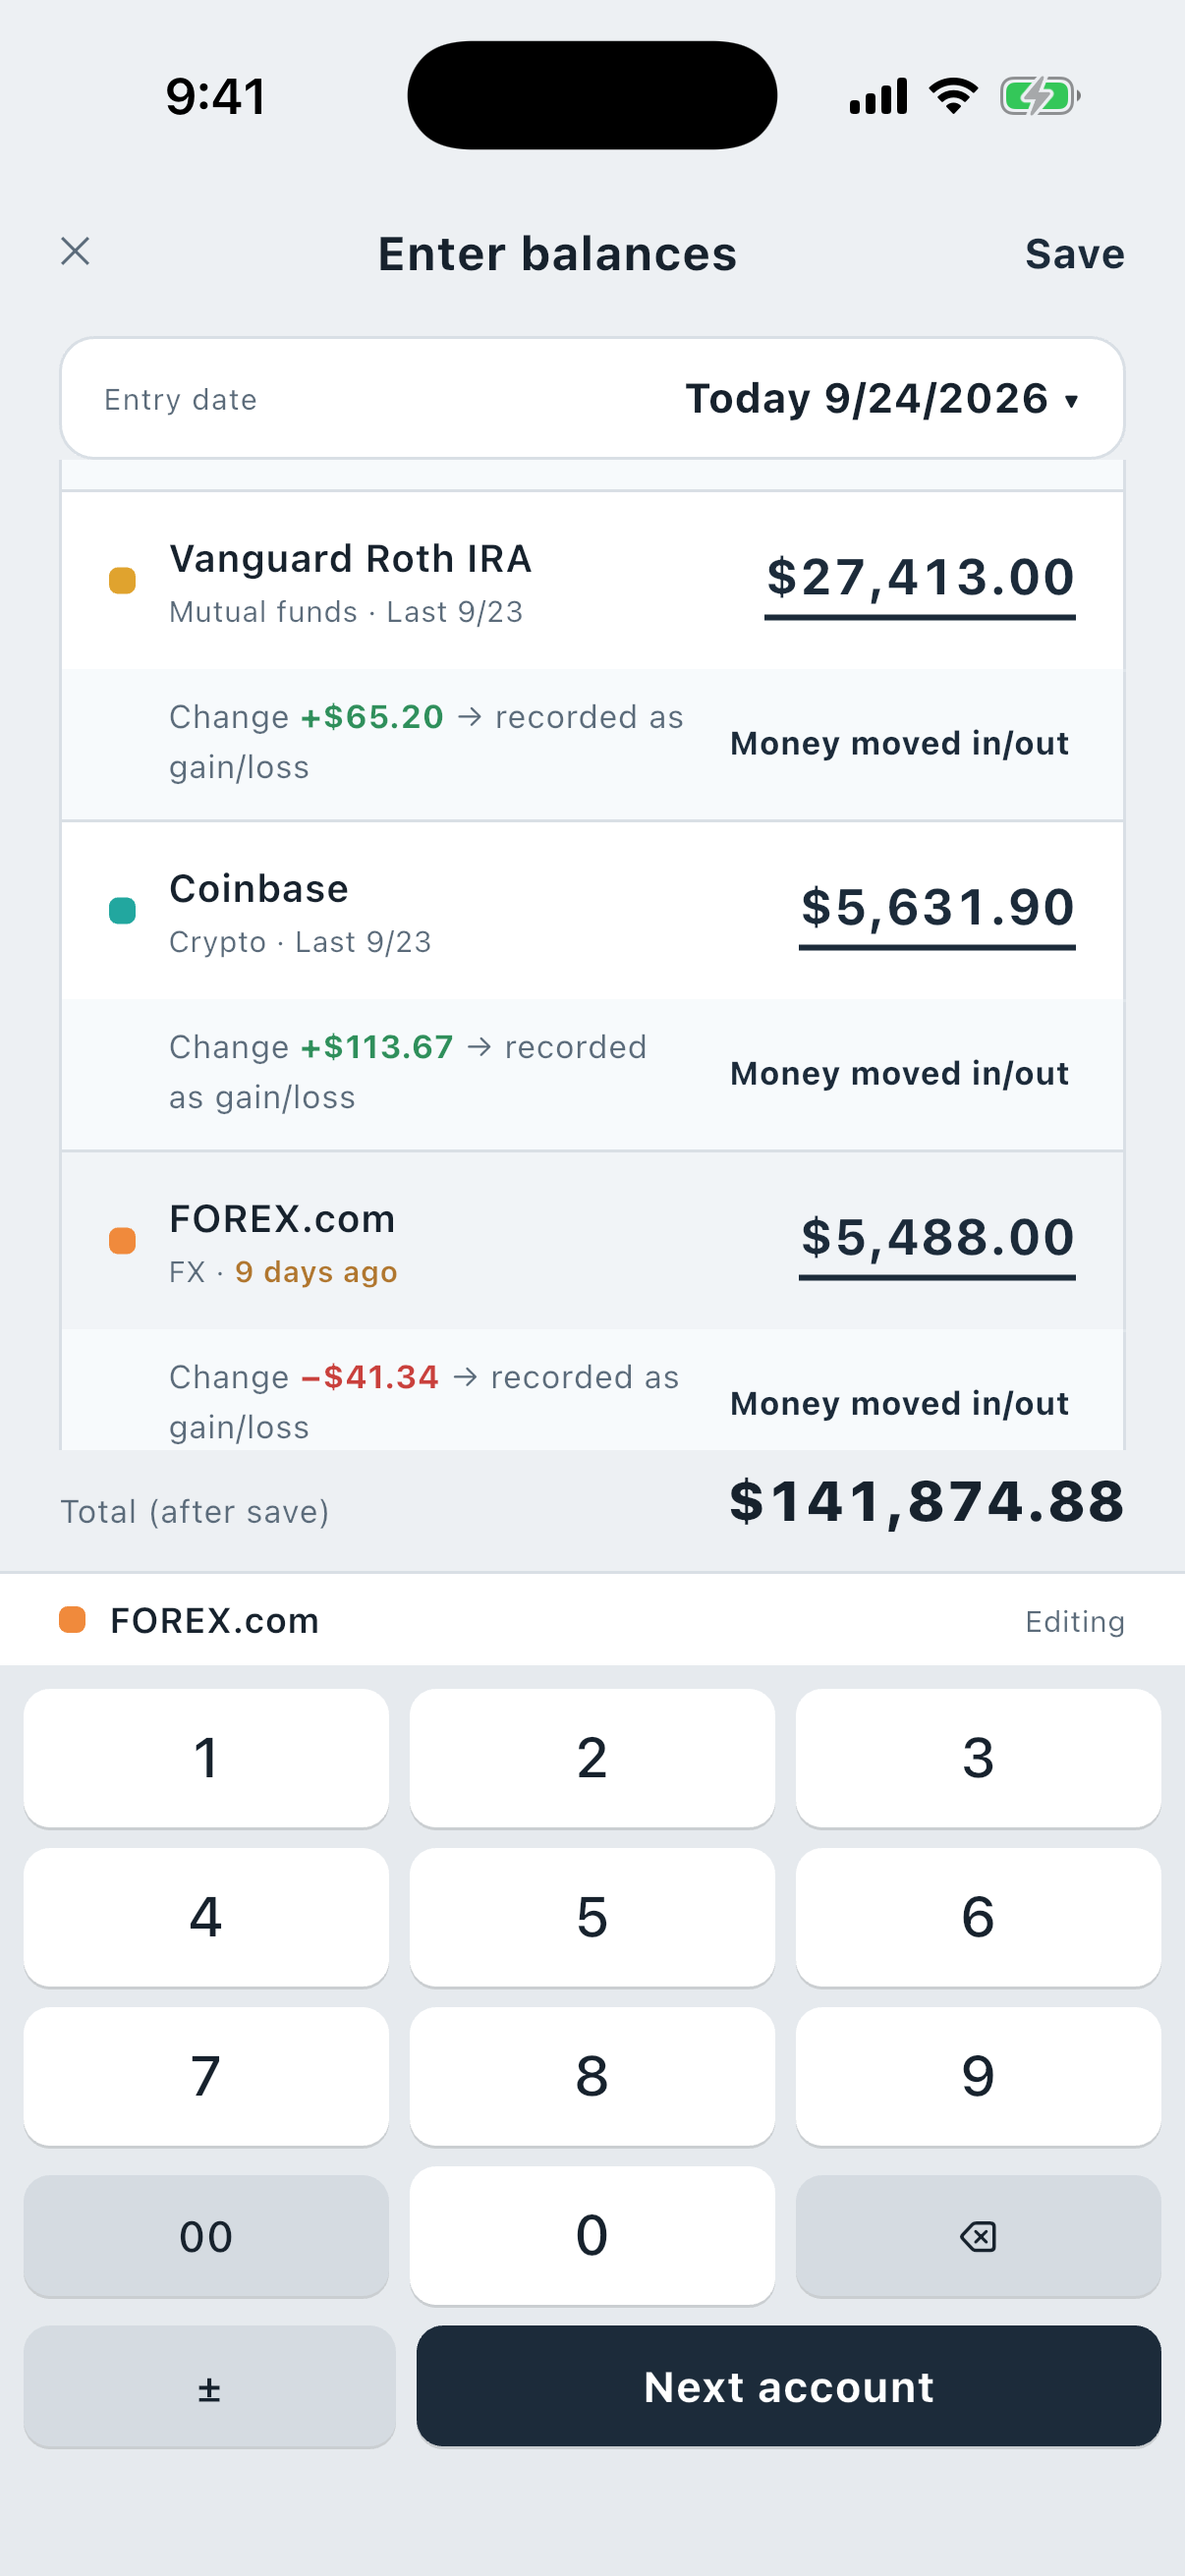 9:41
Enter balances
Save
Entry date
Today 9/24/2026 ▾
Vanguard Roth IRA
$27,413.00
Mutual funds · Last 9/23
Change +$65.20 → recorded as
gain/loss
Money moved in/out
Coinbase
$5,631.90
Crypto · Last 9/23
Change +$113.67 → recorded
as gain/loss
Money moved in/out
FOREX.com
$5,488.00
FX · 9 days ago
Change −$41.34 → recorded as
gain/loss
Money moved in/out
Total (after save)
$141,874.88
FOREX.com
Editing
1
2
3
4
5
6
7
8
9
00
0
±
Next account